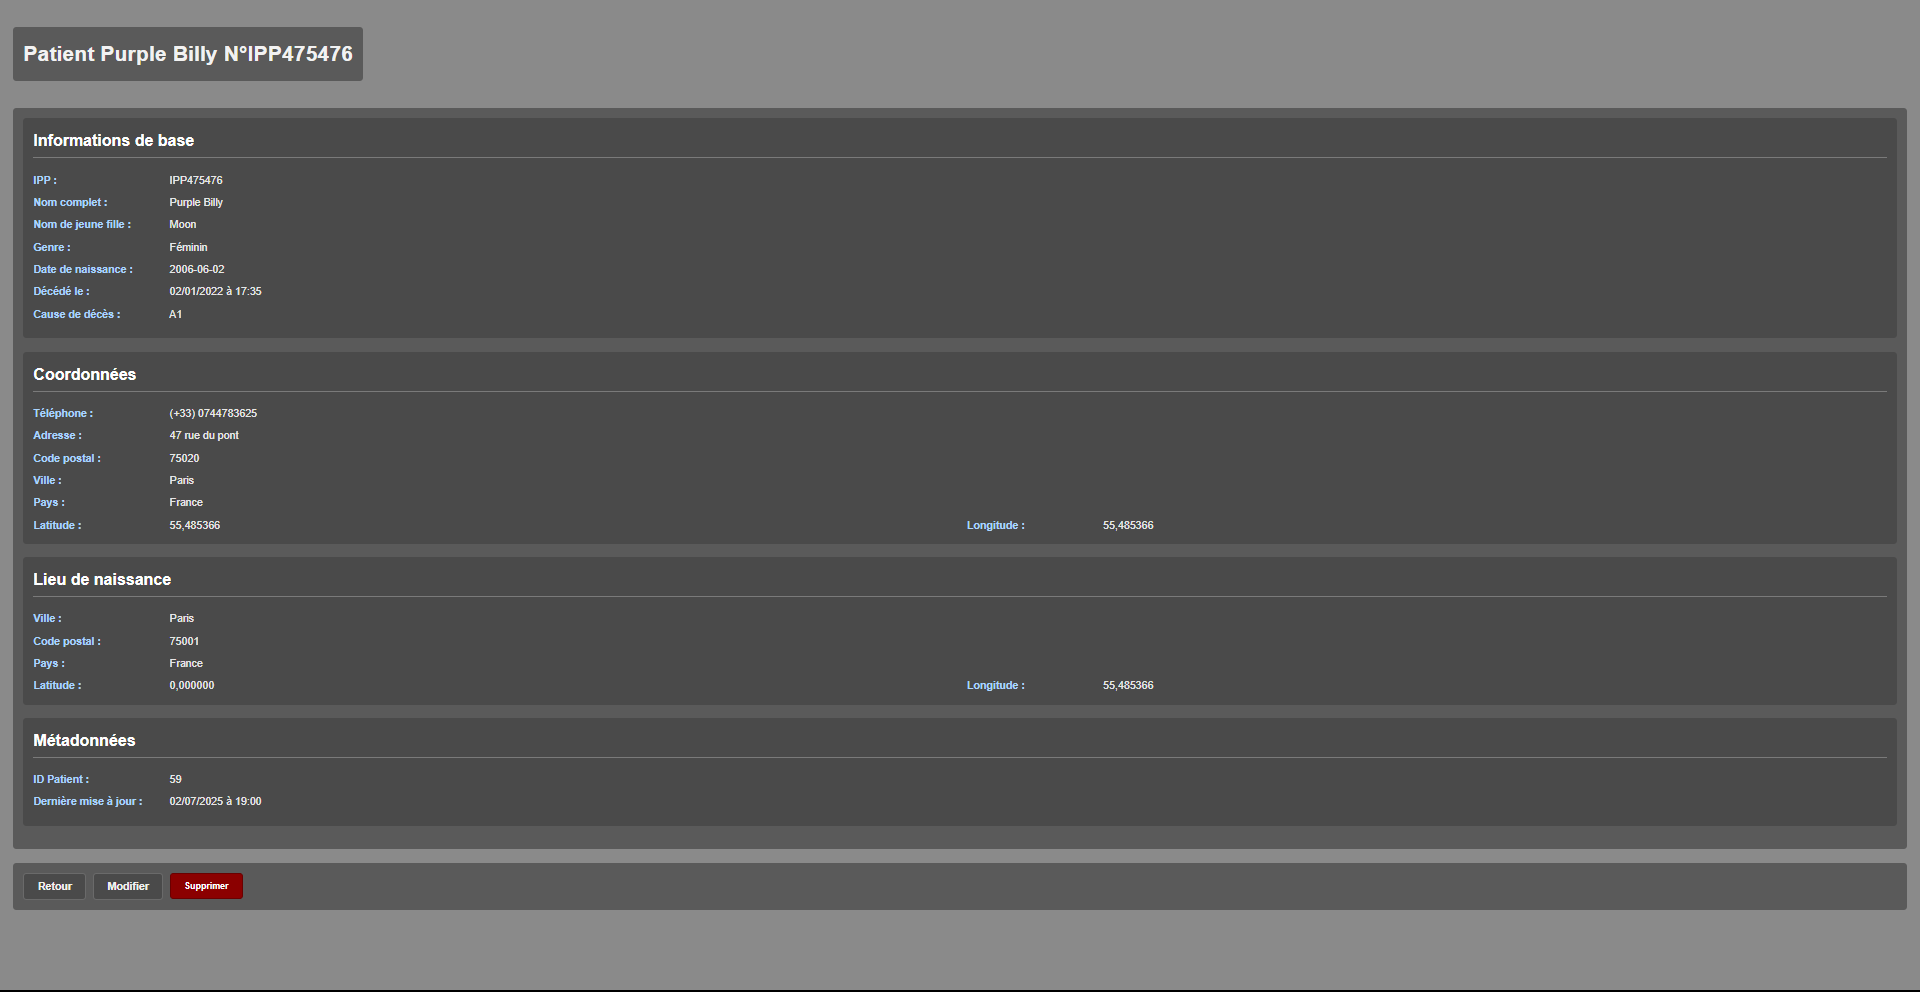 Patient Purple Billy N°IPP475476
Informations de base
IPP : IPP475476
Nom complet : Purple Billy
Nom de jeune fille : Moon
Genre : Féminin
Date de naissance : 2006-06-02
Décédé le : 02/01/2022 à 17:35
Cause de décès : A1
Coordonnées
Téléphone : (+33) 0744783625
Adresse : 47 rue du pont
Code postal : 75020
Ville : Paris
Pays : France
Latitude : 55,485366 Longitude : 55,485366
Lieu de naissance
Ville : Paris
Code postal : 75001
Pays : France
Latitude : 0,000000 Longitude : 55,485366
Métadonnées
ID Patient : 59
Dernière mise à jour : 02/07/2025 à 19:00
Retour Modifier Supprimer